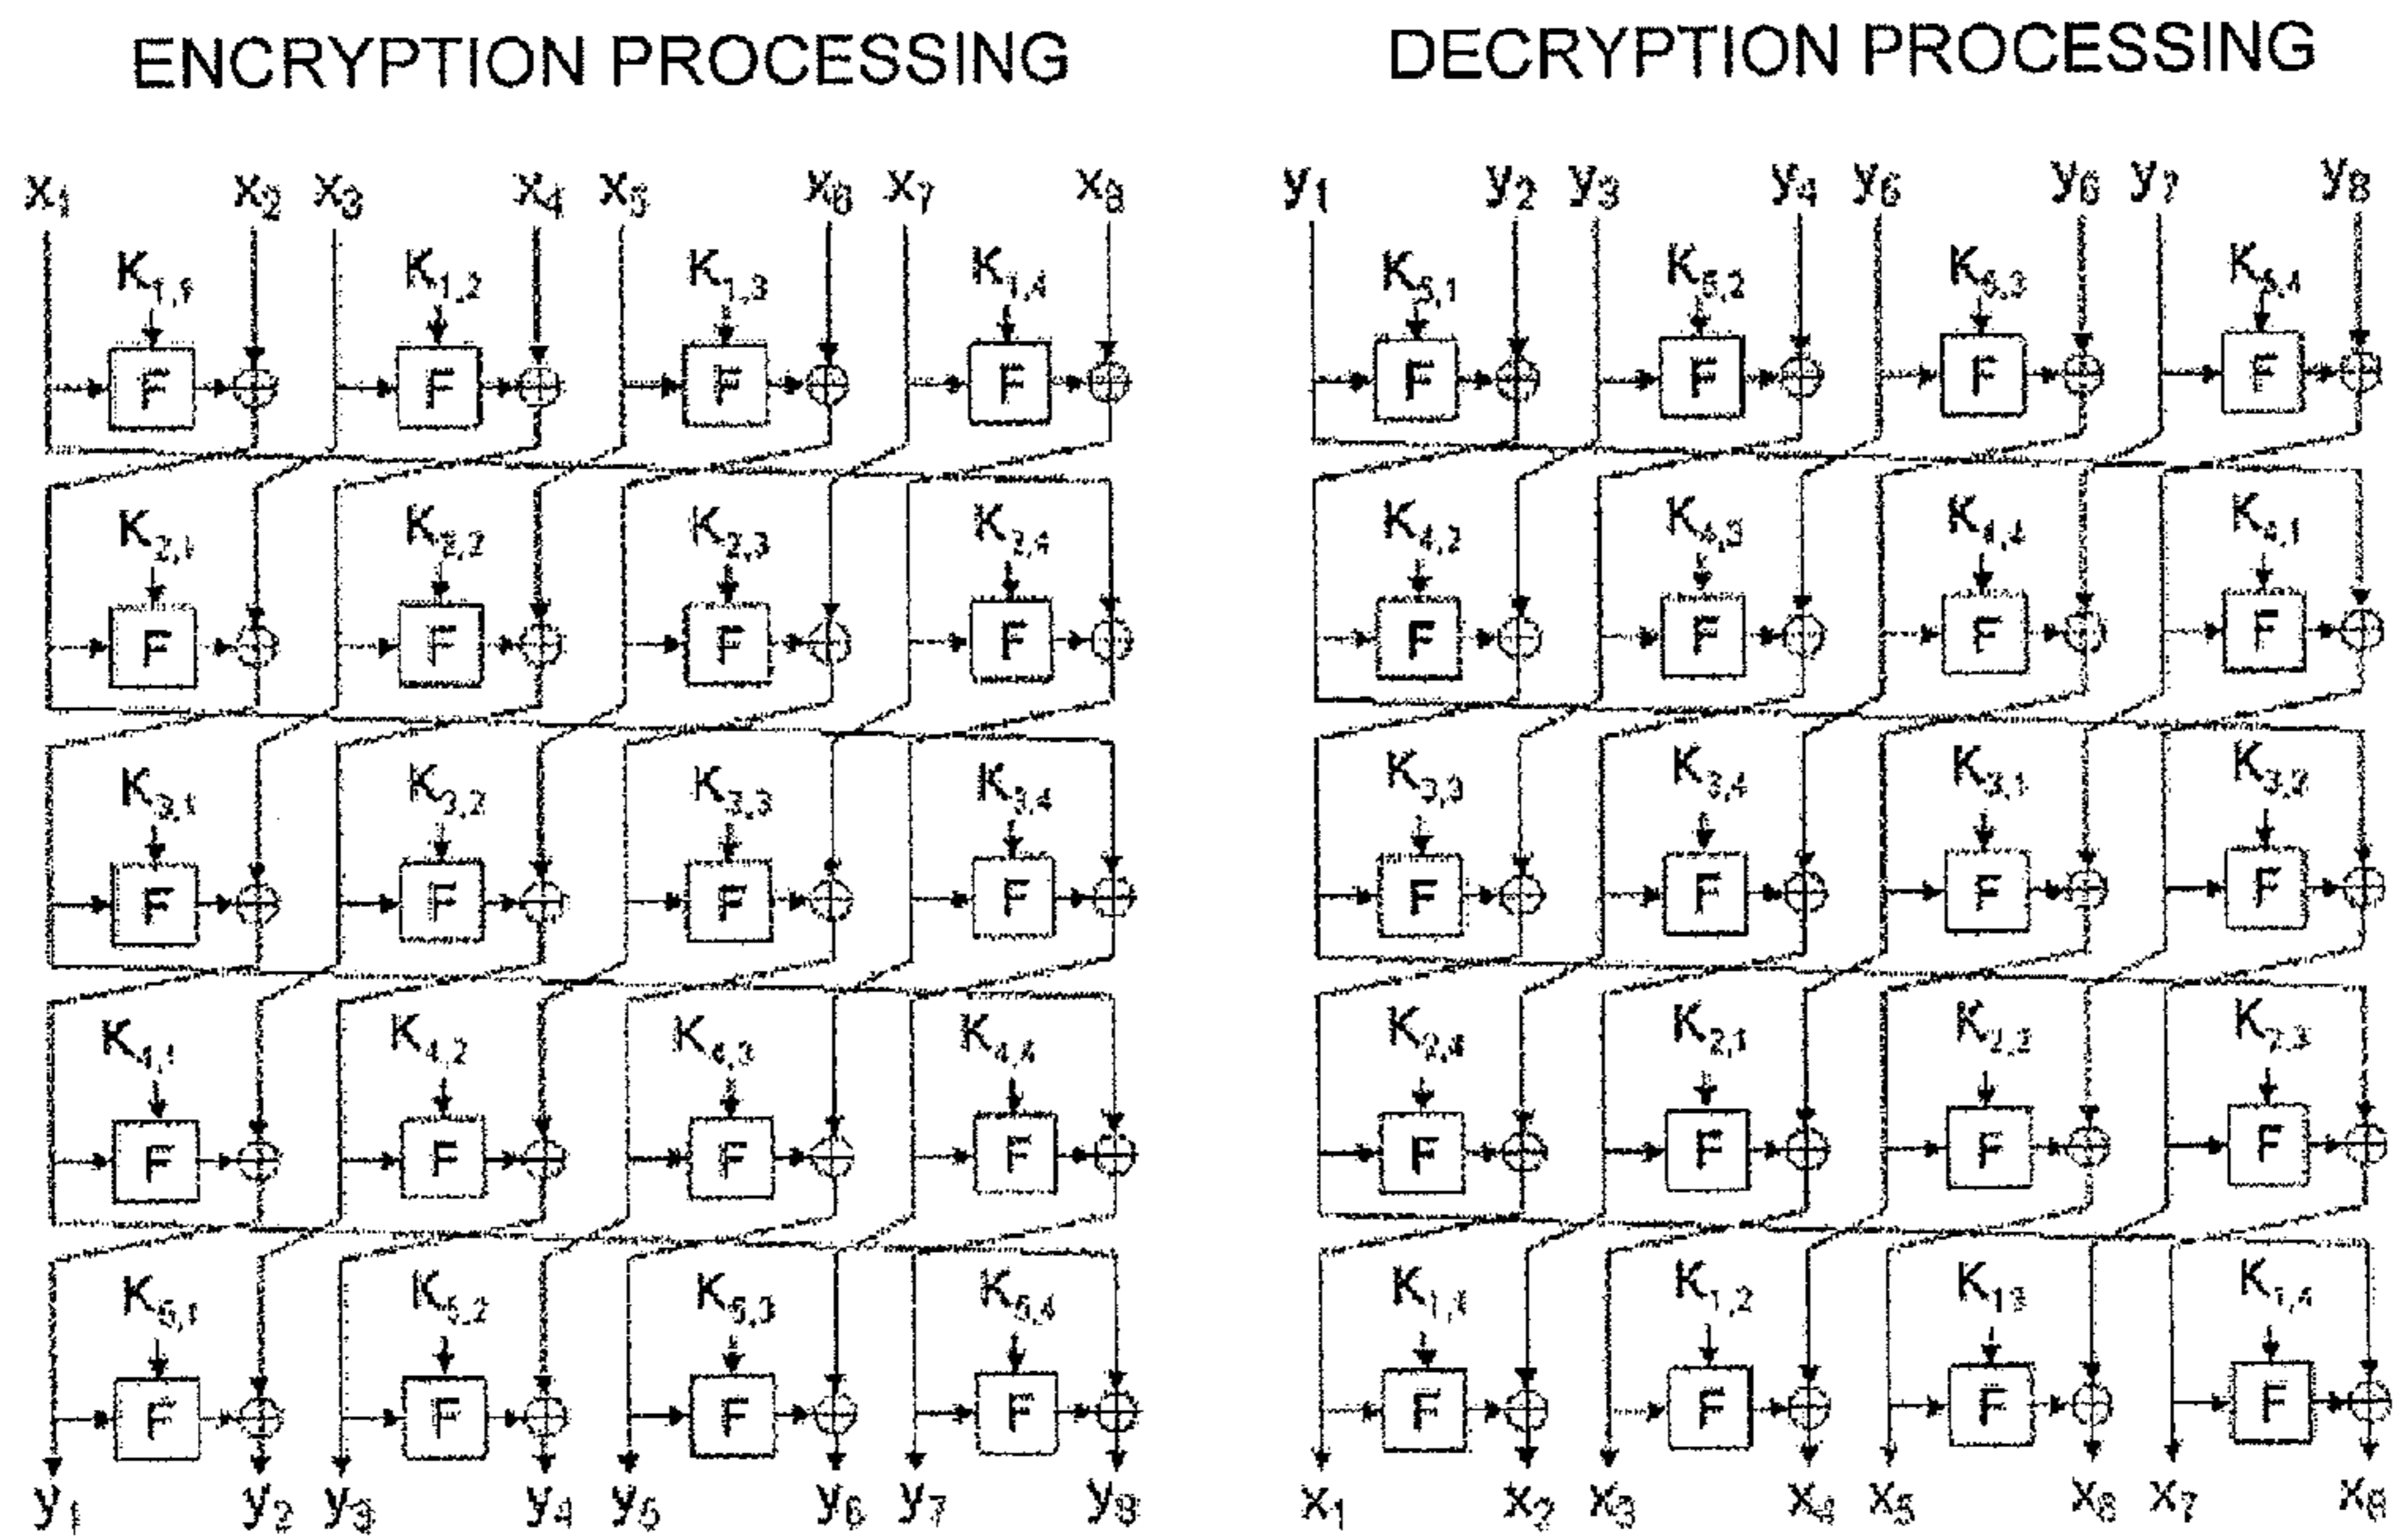 ENCRYPTION PROCESSING
x1 x2 x3 x4 x5 x6 x7 x8
K1,1 K1,2 K1,3 K1,4
F F F F
K2,1 K2,2 K2,3 K2,4
F F F F
K3,1 K3,2 K3,3 K3,4
F F F F
K4,1 K4,2 K4,3 K4,4
F F F F
K5,1 K5,2 K5,3 K5,4
F F F F
y1 y2 y3 y4 y5 y6 y7 y8
DECRYPTION PROCESSING
y1 y2 y3 y4 y5 y6 y7 y8
K5,1 K5,2 K5,3 K5,4
F F F F
K4,2 K4,3 K4,4 K4,1
F F F F
K3,3 K3,4 K3,1 K3,2
F F F F
K2,4 K2,1 K2,2 K2,3
F F F F
K1,1 K1,2 K13 K1,4
F F F F
x1 x2 x3 x4 x5 x6 x7 x8